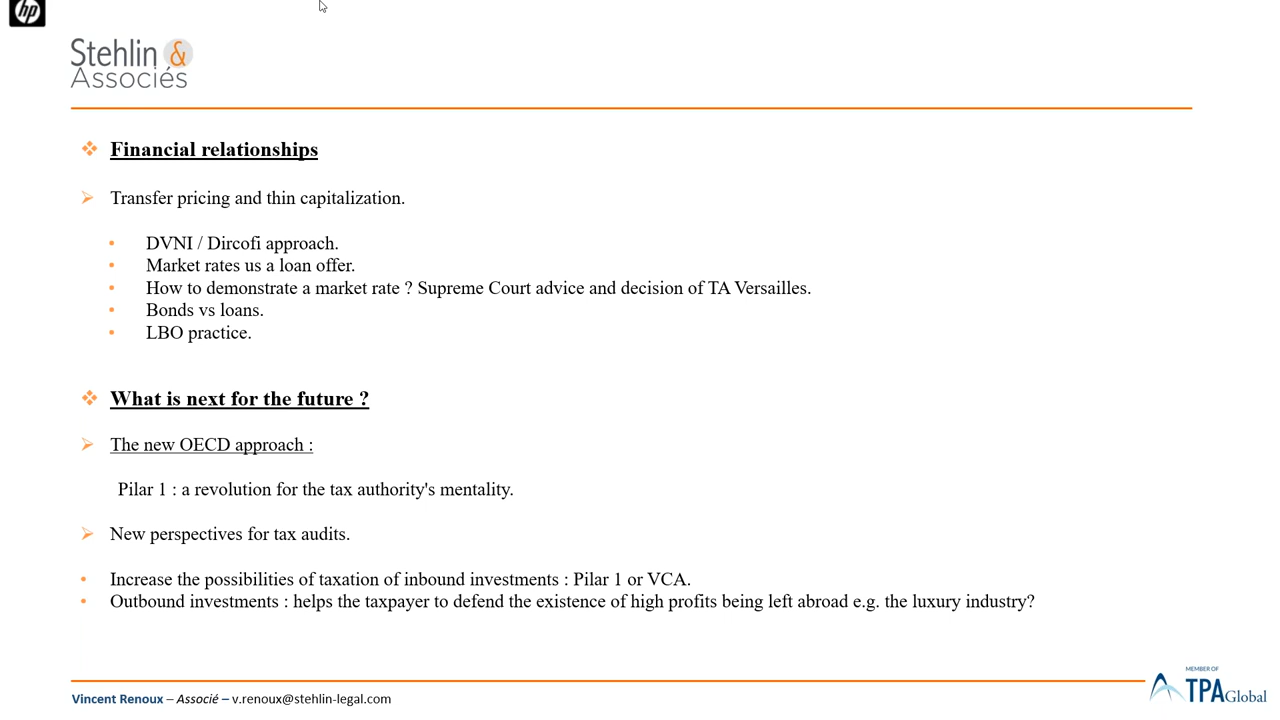 hp
Stehlin &
Associés
Financial relationships
Transfer pricing and thin capitalization.
DVNI / Dircofi approach.
Market rates us a loan offer.
How to demonstrate a market rate ? Supreme Court advice and decision of TA Versailles.
Bonds vs loans.
LBO practice.
What is next for the future ?
The new OECD approach :
Pilar 1 : a revolution for the tax authority's mentality.
New perspectives for tax audits.
Increase the possibilities of taxation of inbound investments : Pilar 1 or VCA.
Outbound investments : helps the taxpayer to defend the existence of high profits being left abroad e.g. the luxury industry?
Vincent Renoux – Associé – v.renoux@stehlin-legal.com
MEMBER OF
TPAGlobal